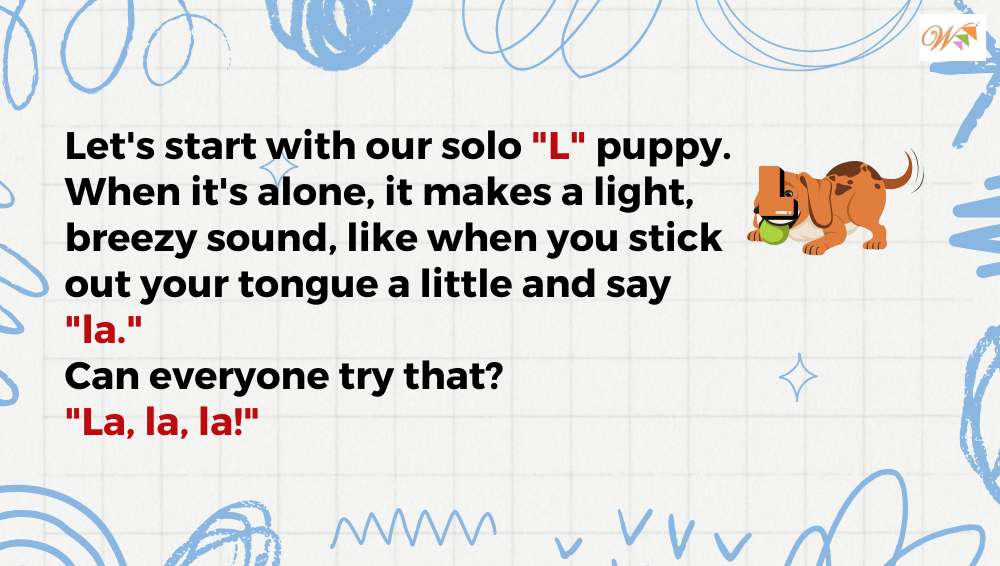 Let's start with our solo "L" puppy.
When it's alone, it makes a light,
breezy sound, like when you stick
out your tongue a little and say
"la."
Can everyone try that?
"La, la, la!"
L
W